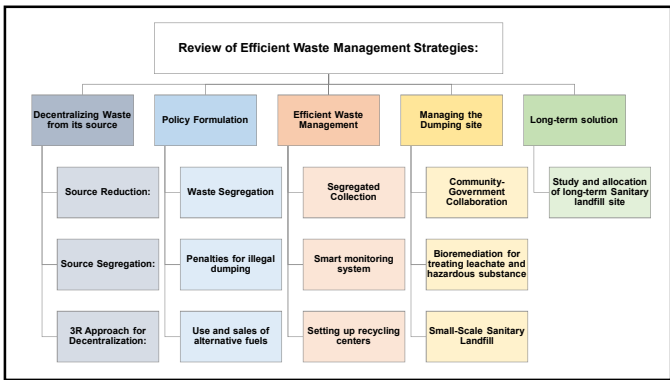 Review of Efficient Waste Management Strategies:
Decentralizing Waste
from its source
Policy Formulation
Efficient Waste
Management
Managing the
Dumping site
Long-term solution
Source Reduction:
Waste Segregation
Segregated
Collection
Community-
Government
Collaboration
Study and allocation
of long-term Sanitary
landfill site
Source Segregation:
Penalties for illegal
dumping
Smart monitoring
system
Bioremediation for
treating leachate and
hazardous substance
3R Approach for
Decentralization:
Use and sales of
alternative fuels
Setting up recycling
centers
Small-Scale Sanitary
Landfill